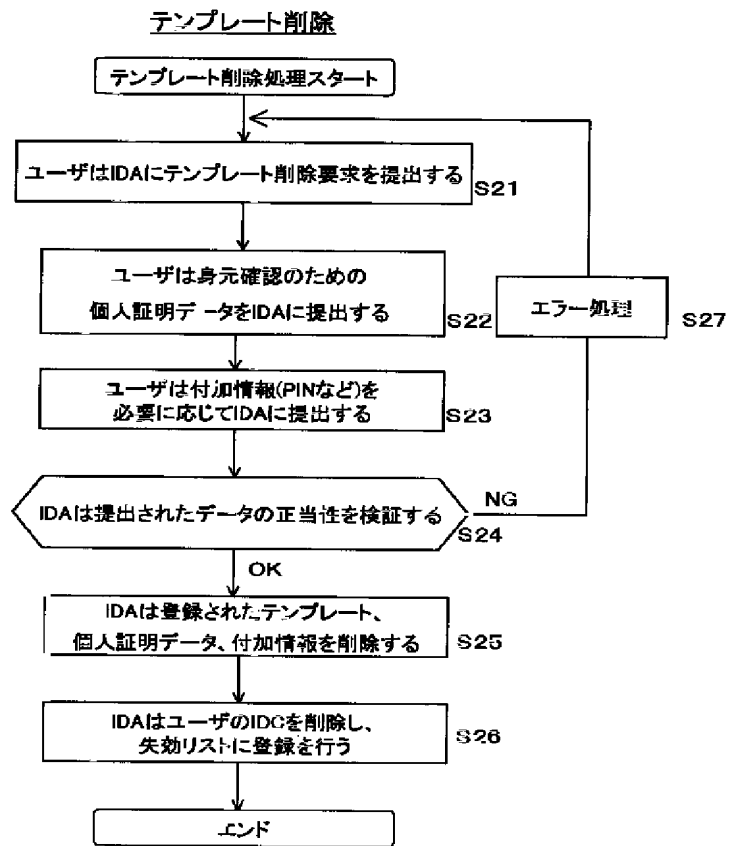 テンプレート削除
テンプレート削除処理スタート
ユーザはIDAにテンプレート削除要求を提出する
S21
ユーザは身元確認のための
個人証明データをIDAに提出する
S22
エラー処理
S27
ユーザは付加情報(PINなど)を
必要に応じてIDAに提出する
S23
IDAは提出されたデータの正当性を検証する
NG
S24
OK
IDAは登録されたテンプレート、
個人証明データ、付加情報を削除する
S25
IDAはユーザのIDCを削除し、
失効リストに登録を行う
S26
エンド